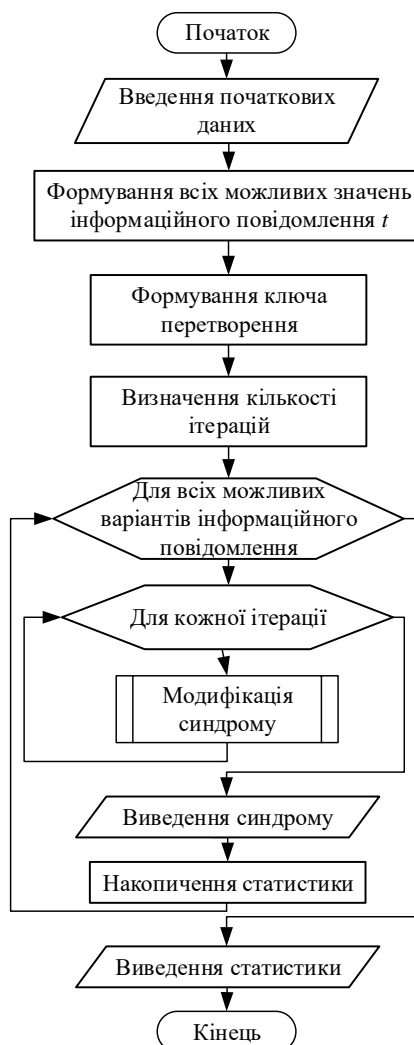 Початок
Введення початкових
даних
Формування всіх можливих значень
інформаційного повідомлення t
Формування ключа
перетворення
Визначення кількості
ітерацій
Для всіх можливих
варіантів інформаційного
повідомлення
Для кожної ітерації
Модифікація
синдрому
Виведення синдрому
Накопичення статистики
Виведення статистики
Кінець